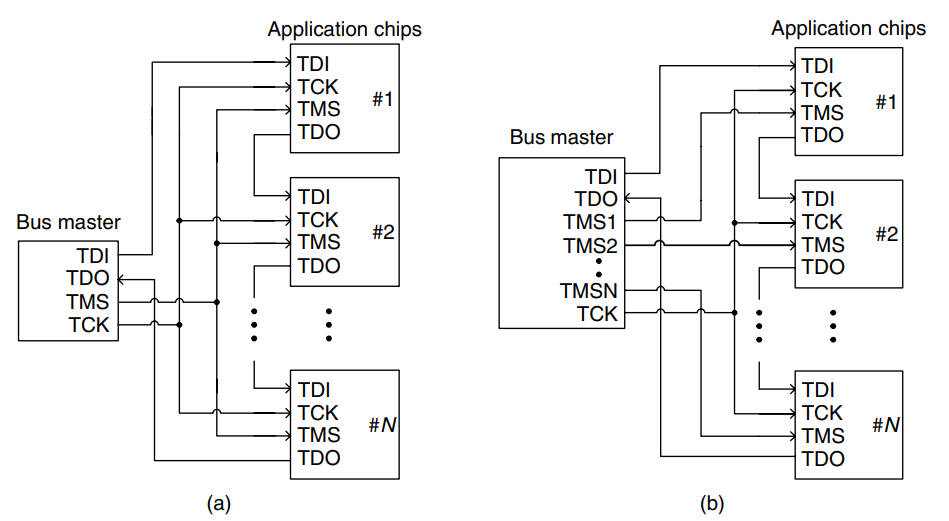 Application chips
TDI
TCK
TMS
TDO
#1
TDI
TCK
TMS
TDO
#2
Bus master
TDI
TDO
TMS
TCK
TDI
TCK
TMS
TDO
#N
(a)
Application chips
TDI
TCK
TMS
TDO
#1
Bus master
TDI
TDO
TMS1
TMS2
TMSN
TCK
TDI
TCK
TMS
TDO
#2
TDI
TCK
TMS
TDO
#N
(b)